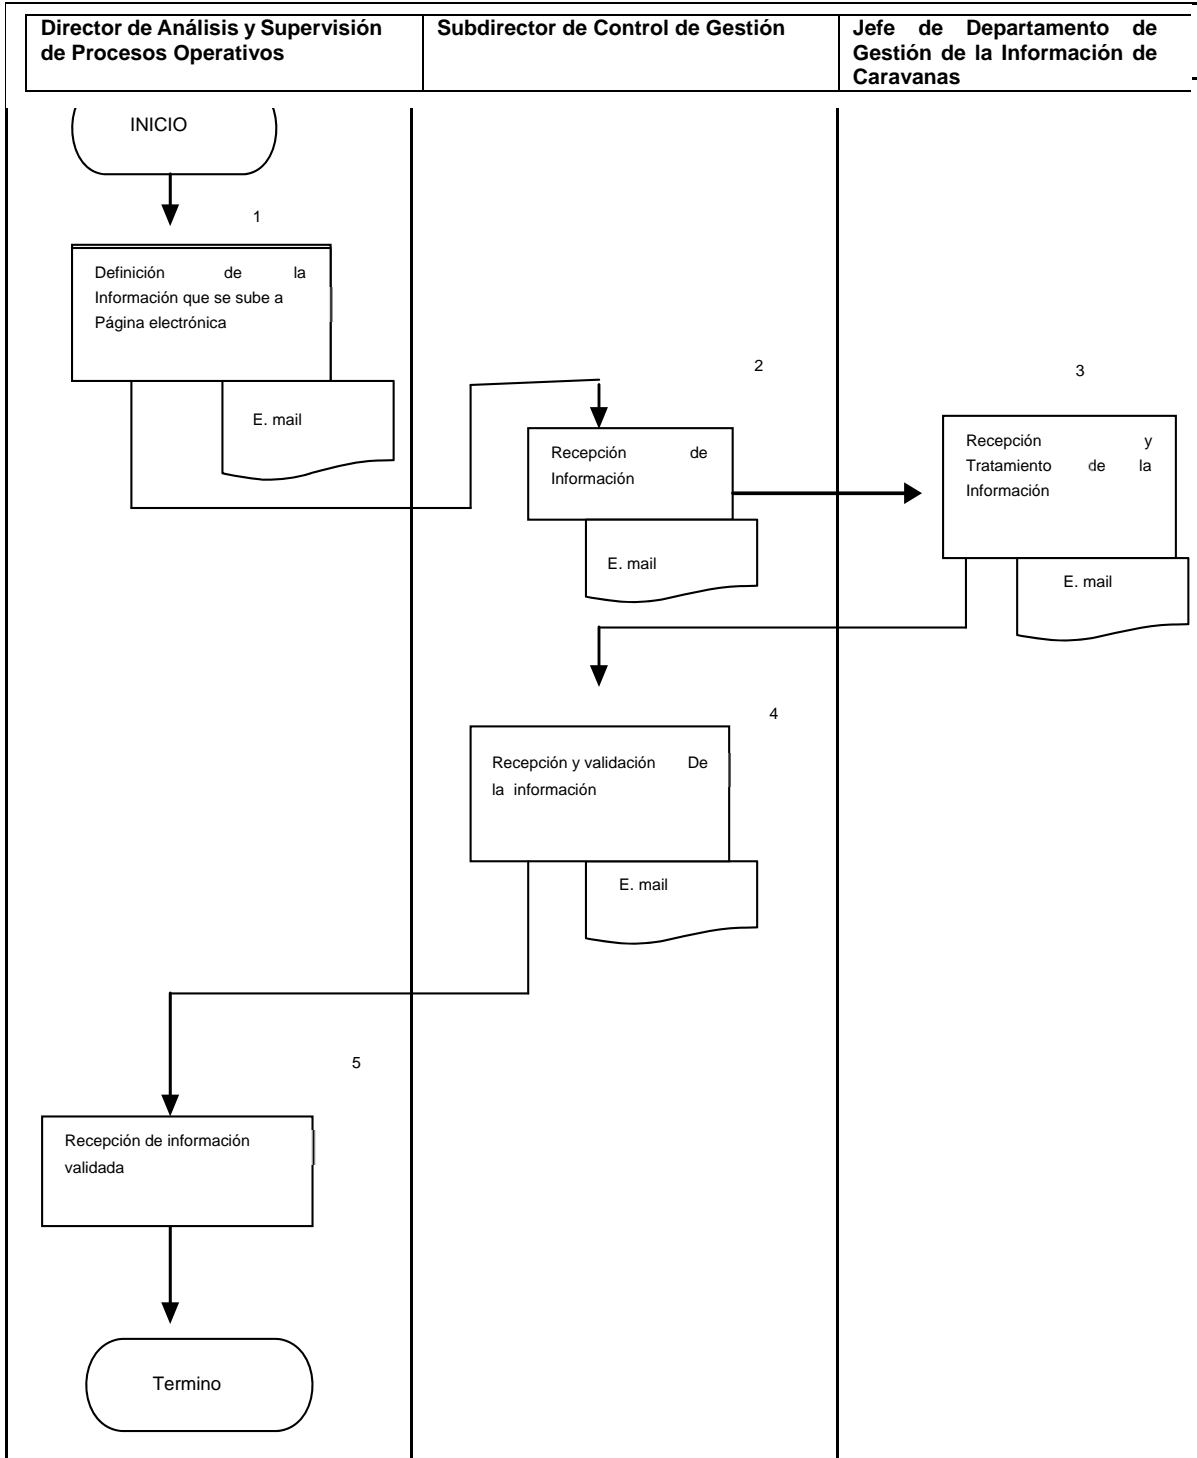 Director de Análisis y Supervisión
de Procesos Operativos
Subdirector de Control de Gestión
Jefe de Departamento de
Gestión de la Información de
Caravanas
INICIO
1
Definición de la
Información que se sube a
Página electrónica
E. mail
2
Recepción de
Información
E. mail
3
Recepción y
Tratamiento de la
Información
E. mail
4
Recepción y validación De
la información
E. mail
5
Recepción de información
validada
Termino